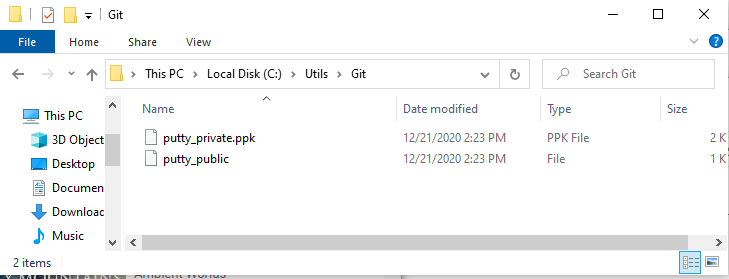 Git
File Home Share View
This PC Local Disk (C:) Utils Git Search Git
Name Date modified Type Size
This PC
3D Object
Desktop
Documen
Download
Music
putty_private.ppk 12/21/2020 2:23 PM PPK File 2 K
putty_public 12/21/2020 2:23 PM File 1 K
2 items
Ambient Worlds